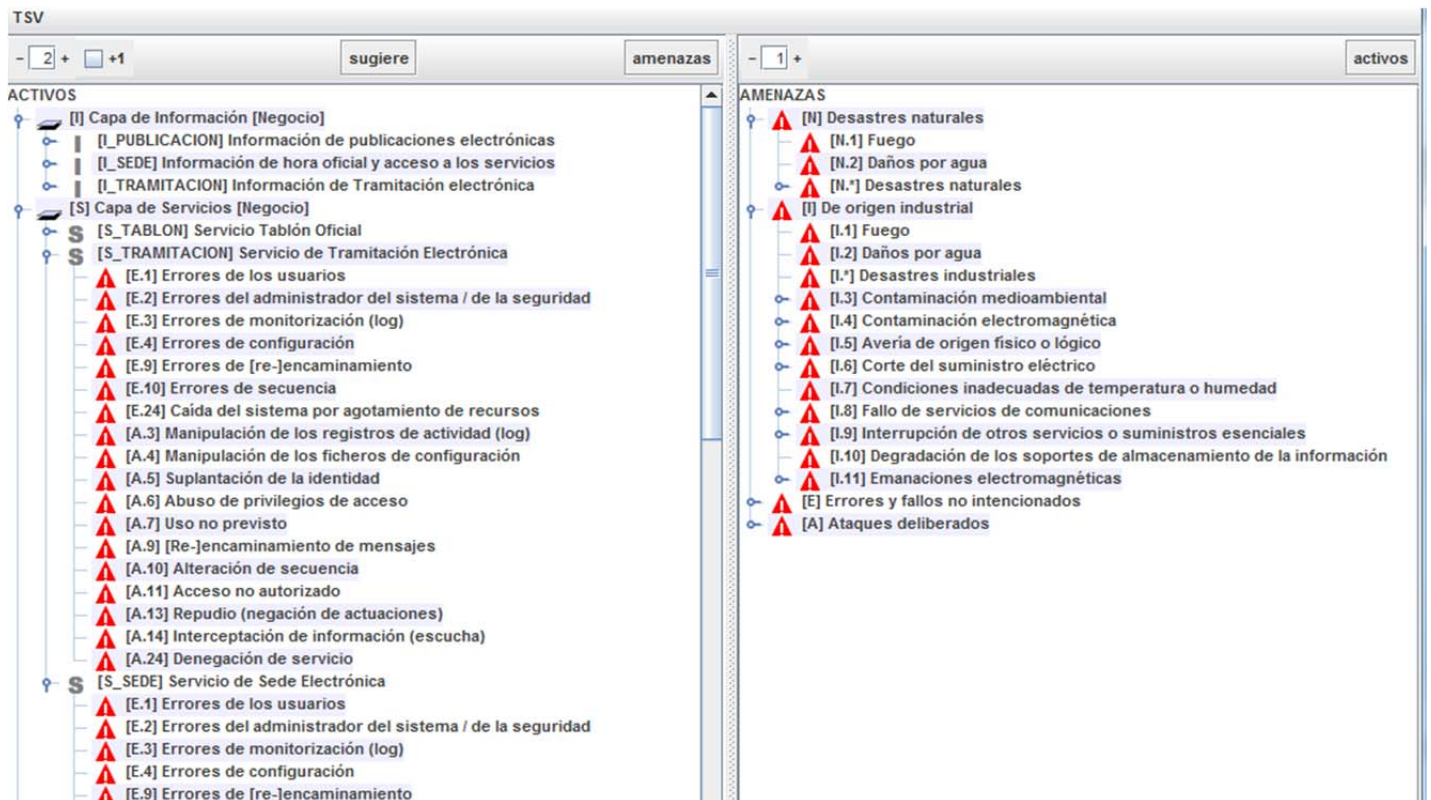 TSV
- 2 + +1 sugiere amenazas
ACTIVOS
[I] Capa de Información [Negocio]
[I_PUBLICACION] Información de publicaciones electrónicas
[I_SEDE] Información de hora oficial y acceso a los servicios
[I_TRAMITACION] Información de Tramitación electrónica
[S] Capa de Servicios [Negocio]
[S_TABLON] Servicio Tablón Oficial
[S_TRAMITACION] Servicio de Tramitación Electrónica
[E.1] Errores de los usuarios
[E.2] Errores del administrador del sistema / de la seguridad
[E.3] Errores de monitorización (log)
[E.4] Errores de configuración
[E.9] Errores de [re-]encaminamiento
[E.10] Errores de secuencia
[E.24] Caída del sistema por agotamiento de recursos
[A.3] Manipulación de los registros de actividad (log)
[A.4] Manipulación de los ficheros de configuración
[A.5] Suplantación de la identidad
[A.6] Abuso de privilegios de acceso
[A.7] Uso no previsto
[A.9] [Re-]encaminamiento de mensajes
[A.10] Alteración de secuencia
[A.11] Acceso no autorizado
[A.13] Repudio (negación de actuaciones)
[A.14] Interceptación de información (escucha)
[A.24] Denegación de servicio
[S_SEDE] Servicio de Sede Electrónica
[E.1] Errores de los usuarios
[E.2] Errores del administrador del sistema / de la seguridad
[E.3] Errores de monitorización (log)
[E.4] Errores de configuración
[E.9] Errores de [re-]encaminamiento
- 1 + activos
AMENAZAS
[N] Desastres naturales
[N.1] Fuego
[N.2] Daños por agua
[N.*] Desastres naturales
[I] De origen industrial
[I.1] Fuego
[I.2] Daños por agua
[I.*] Desastres industriales
[I.3] Contaminación medioambiental
[I.4] Contaminación electromagnética
[I.5] Avería de origen físico o lógico
[I.6] Corte del suministro eléctrico
[I.7] Condiciones inadecuadas de temperatura o humedad
[I.8] Fallo de servicios de comunicaciones
[I.9] Interrupción de otros servicios o suministros esenciales
[I.10] Degradación de los soportes de almacenamiento de la información
[I.11] Emanaciones electromagnéticas
[E] Errores y fallos no intencionados
[A] Ataques deliberados